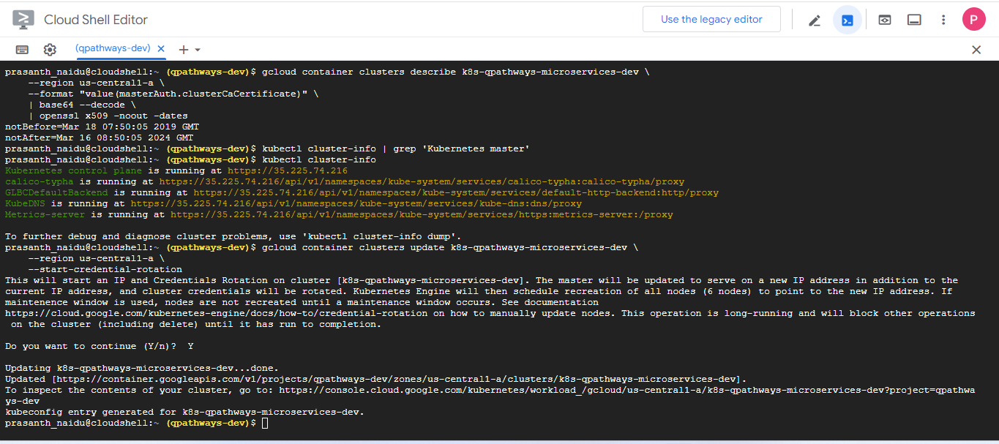 Cloud Shell Editor
Use the legacy editor
P
(qpathways-dev)
prasanth_naidu@cloudshell:~ (qpathways-dev)$ gcloud container clusters describe k8s-qpathways-microservices-dev \
    --region us-central1-a \
    --format "value(masterAuth.clusterCaCertificate)" \
    | base64 --decode \
    | openssl x509 -noout -dates
notBefore=Mar 18 07:50:05 2019 GMT
notAfter=Mar 16 08:50:05 2024 GMT
prasanth_naidu@cloudshell:~ (qpathways-dev)$ kubectl cluster-info | grep 'Kubernetes master'
prasanth_naidu@cloudshell:~ (qpathways-dev)$ kubectl cluster-info
Kubernetes control plane is running at https://35.225.74.216
calico-typha is running at https://35.225.74.216/api/v1/namespaces/kube-system/services/calico-typha:calico-typha/proxy
GLBCDefaultBackend is running at https://35.225.74.216/api/v1/namespaces/kube-system/services/default-http-backend:http/proxy
KubeDNS is running at https://35.225.74.216/api/v1/namespaces/kube-system/services/kube-dns:dns/proxy
Metrics-server is running at https://35.225.74.216/api/v1/namespaces/kube-system/services/https:metrics-server:/proxy

To further debug and diagnose cluster problems, use 'kubectl cluster-info dump'.
prasanth_naidu@cloudshell:~ (qpathways-dev)$ gcloud container clusters update k8s-qpathways-microservices-dev \
    --region us-central1-a \
    --start-credential-rotation
This will start an IP and Credentials Rotation on cluster [k8s-qpathways-microservices-dev]. The master will be updated to serve on a new IP address in addition to the
current IP address, and cluster credentials will be rotated. Kubernetes Engine will then schedule recreation of all nodes (6 nodes) to point to the new IP address. If
maintenence window is used, nodes are not recreated until a maintenance window occurs. See documentation
https://cloud.google.com/kubernetes-engine/docs/how-to/credential-rotation on how to manually update nodes. This operation is long-running and will block other operations
 on the cluster (including delete) until it has run to completion.

Do you want to continue (Y/n)?  Y

Updating k8s-qpathways-microservices-dev...done.
Updated [https://container.googleapis.com/v1/projects/qpathways-dev/zones/us-central1-a/clusters/k8s-qpathways-microservices-dev].
To inspect the contents of your cluster, go to: https://console.cloud.google.com/kubernetes/workload_/gcloud/us-central1-a/k8s-qpathways-microservices-dev?project=qpathwa
ys-dev
kubeconfig entry generated for k8s-qpathways-microservices-dev.
prasanth_naidu@cloudshell:~ (qpathways-dev)$